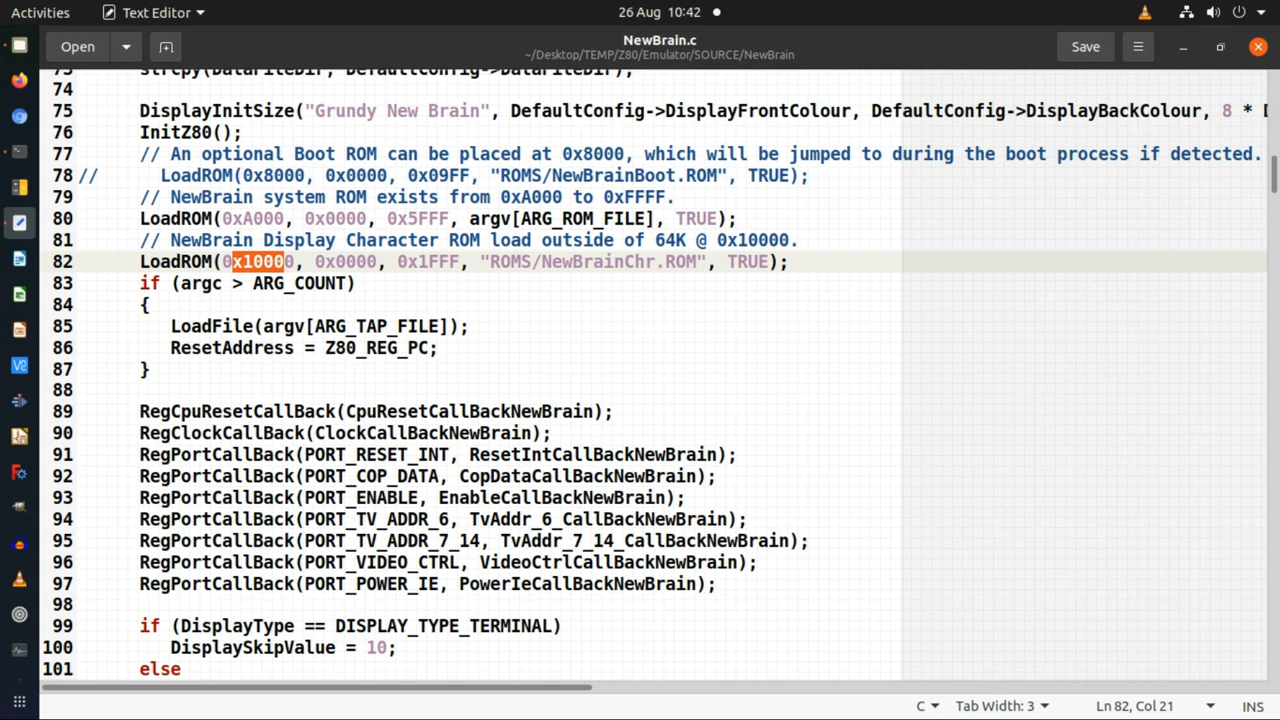 Activities
Text Editor
26 Aug 10:42
Open
NewBrain.c
~/Desktop/TEMP/Z80/Emulator/SOURCE/NewBrain
Save
73 strcpy(DataFileDir, DefaultConfig->DataFileDir);
74
75 DisplayInitSize("Grundy New Brain", DefaultConfig->DisplayFrontColour, DefaultConfig->DisplayBackColour, 8 * D
76 InitZ80();
77 // An optional Boot ROM can be placed at 0x8000, which will be jumped to during the boot process if detected.
78 // LoadROM(0x8000, 0x0000, 0x09FF, "ROMS/NewBrainBoot.ROM", TRUE);
79 // NewBrain system ROM exists from 0xA000 to 0xFFFF.
80 LoadROM(0xA000, 0x0000, 0x5FFF, argv[ARG_ROM_FILE], TRUE);
81 // NewBrain Display Character ROM load outside of 64K @ 0x10000.
82 LoadROM(0x10000, 0x0000, 0x1FFF, "ROMS/NewBrainChr.ROM", TRUE);
83 if (argc > ARG_COUNT)
84 {
85 LoadFile(argv[ARG_TAP_FILE]);
86 ResetAddress = Z80_REG_PC;
87 }
88
89 RegCpuResetCallBack(CpuResetCallBackNewBrain);
90 RegClockCallBack(ClockCallBackNewBrain);
91 RegPortCallBack(PORT_RESET_INT, ResetIntCallBackNewBrain);
92 RegPortCallBack(PORT_COP_DATA, CopDataCallBackNewBrain);
93 RegPortCallBack(PORT_ENABLE, EnableCallBackNewBrain);
94 RegPortCallBack(PORT_TV_ADDR_6, TvAddr_6_CallBackNewBrain);
95 RegPortCallBack(PORT_TV_ADDR_7_14, TvAddr_7_14_CallBackNewBrain);
96 RegPortCallBack(PORT_VIDEO_CTRL, VideoCtrlCallBackNewBrain);
97 RegPortCallBack(PORT_POWER_IE, PowerIeCallBackNewBrain);
98
99 if (DisplayType == DISPLAY_TYPE_TERMINAL)
100 DisplaySkipValue = 10;
101 else
C
Tab Width: 3
Ln 82, Col 21
INS